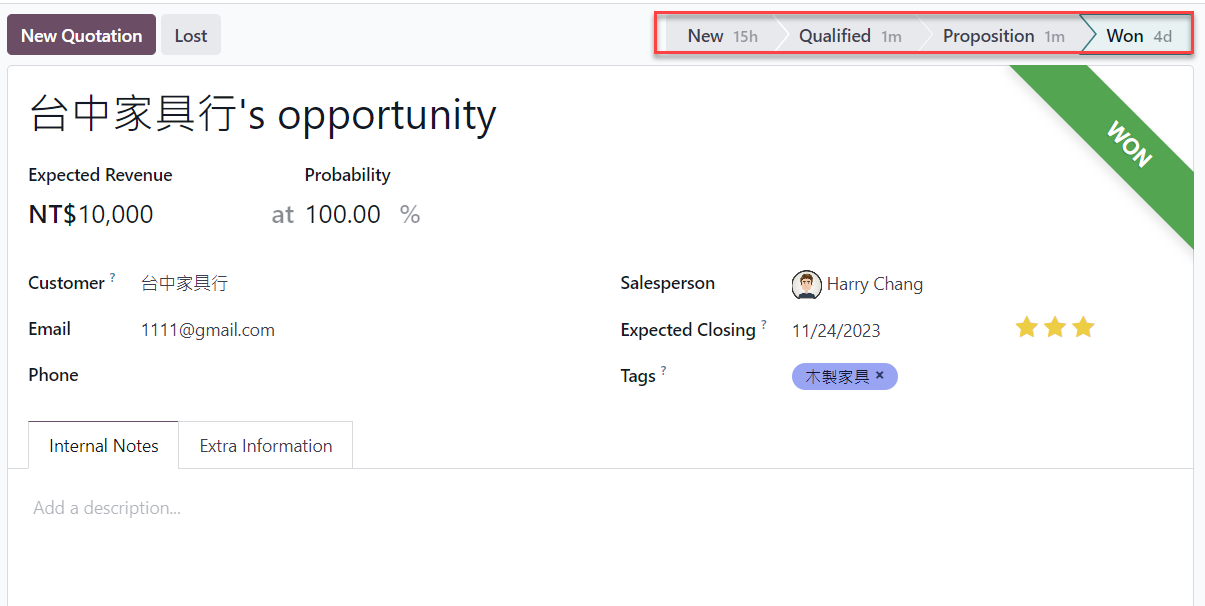 New Quotation Lost New 15h Qualified 1m Proposition 1m Won 4d
台中家具行's opportunity
WON
Expected Revenue Probability
NT$10,000 at 100.00 %
Customer ? 台中家具行 Salesperson Harry Chang
Email 1111@gmail.com Expected Closing ? 11/24/2023
Phone Tags ? 木製家具 ×
Internal Notes Extra Information
Add a description...